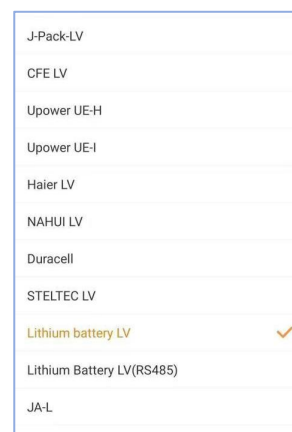 J-Pack-LV
CFE LV
Upower UE-H
Upower UE-I
Haier LV
NAHUI LV
Duracell
STELTEC LV
Lithium battery LV
Lithium Battery LV(RS485)
JA-L